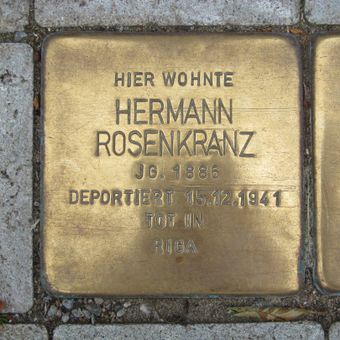 HIER WOHNTE
HERMANN
ROSENKRANZ
JG. 1886
DEPORTIERT 15.12.1941
TOT IN
RIGA